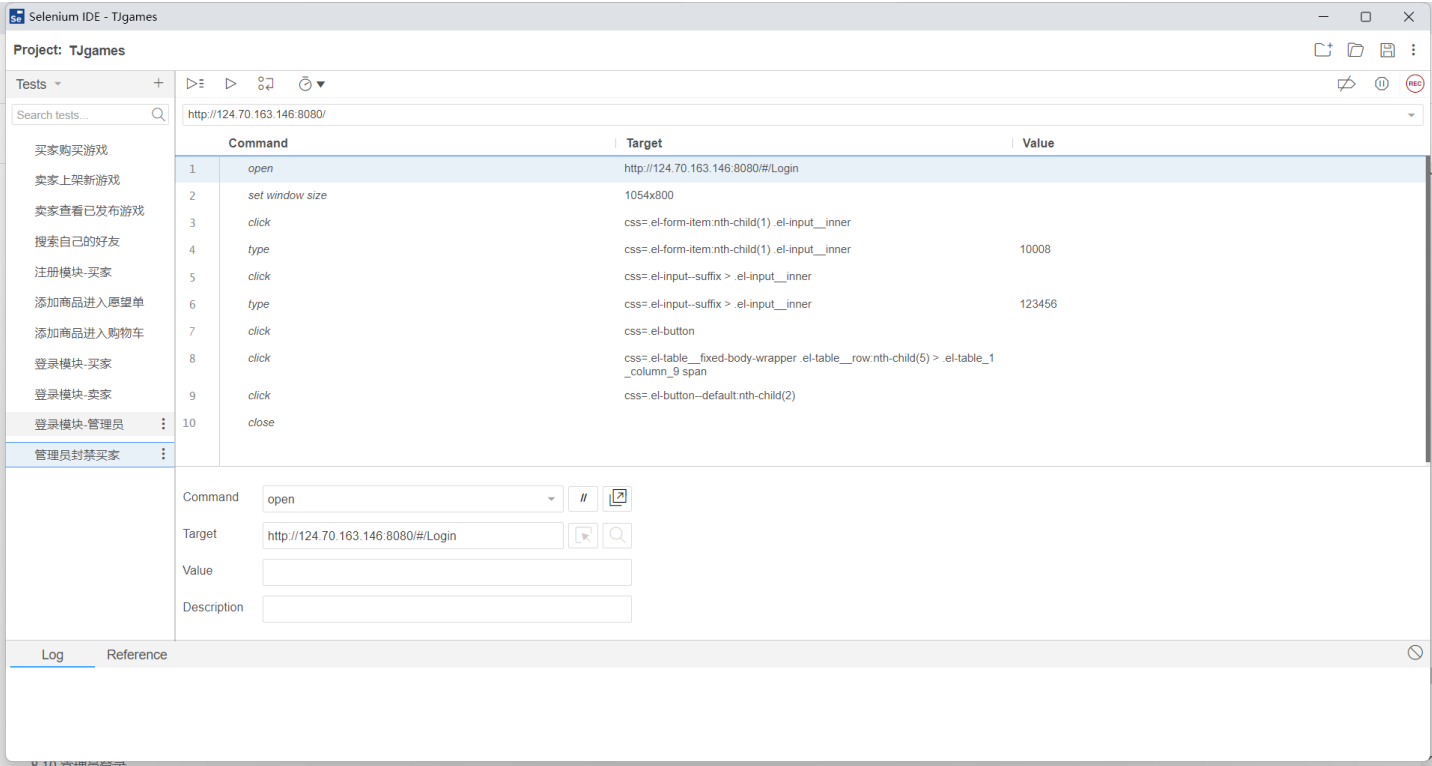 Selenium IDE - TJgames
Project: TJgames
Tests
Search tests...
买家购买游戏
卖家上架新游戏
卖家查看已发布游戏
搜索自己的好友
注册模块-买家
添加商品进入愿望单
添加商品进入购物车
登录模块-买家
登录模块-卖家
登录模块-管理员
管理员封禁买家
REC
http://124.70.163.146:8080/
Command Target Value
1 open http://124.70.163.146:8080/#/Login
2 set window size 1054x800
3 click css=.el-form-item:nth-child(1) .el-input__inner
4 type css=.el-form-item:nth-child(1) .el-input__inner 10008
5 click css=.el-input--suffix > .el-input__inner
6 type css=.el-input--suffix > .el-input__inner 123456
7 click css=.el-button
8 click css=.el-table__fixed-body-wrapper .el-table__row:nth-child(5) > .el-table_1
_column_9 span
9 click css=.el-button--default:nth-child(2)
10 close
Command open //
Target http://124.70.163.146:8080/#/Login
Value
Description
Log Reference